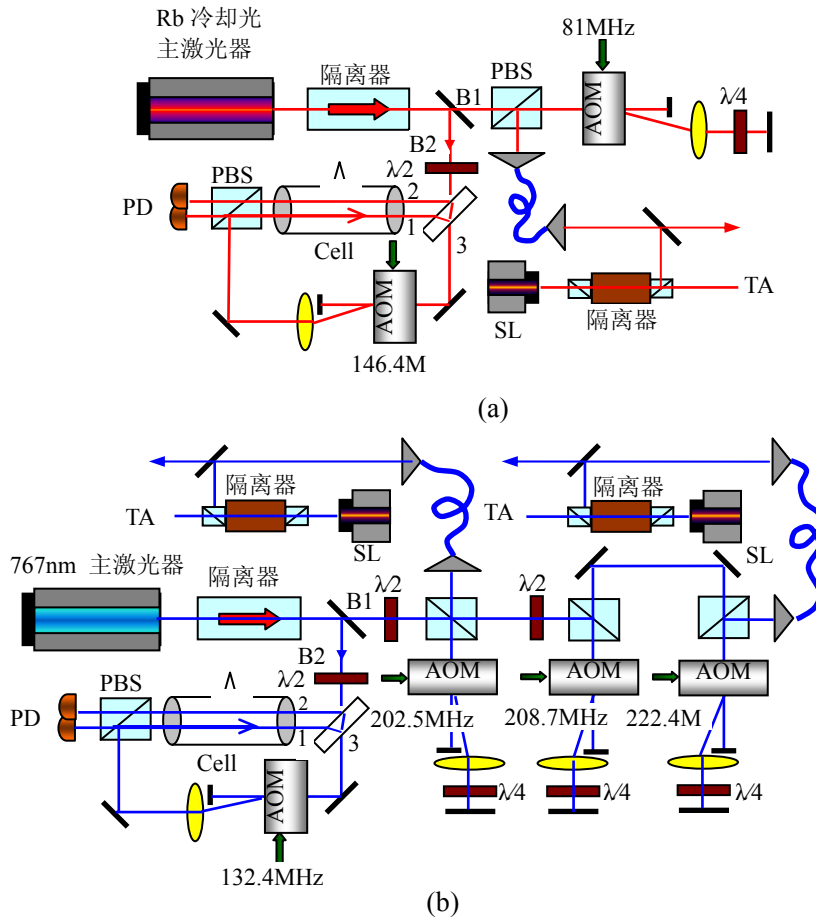 Rb 冷却光
主激光器
隔离器
B1
PBS
81MHz
AOM
λ/4
B2
λ/2
PBS
PD
Λ
2
1
3
Cell
AOM
146.4M
SL
隔离器
TA
(a)
隔离器
TA
SL
隔离器
TA
SL
767nm 主激光器
隔离器
B1
λ/2
λ/2
B2
λ/2
PBS
PD
Λ
2
1
3
Cell
AOM
132.4MHz
AOM
202.5MHz
AOM
208.7MHz
AOM
222.4M
λ/4
λ/4
(b)